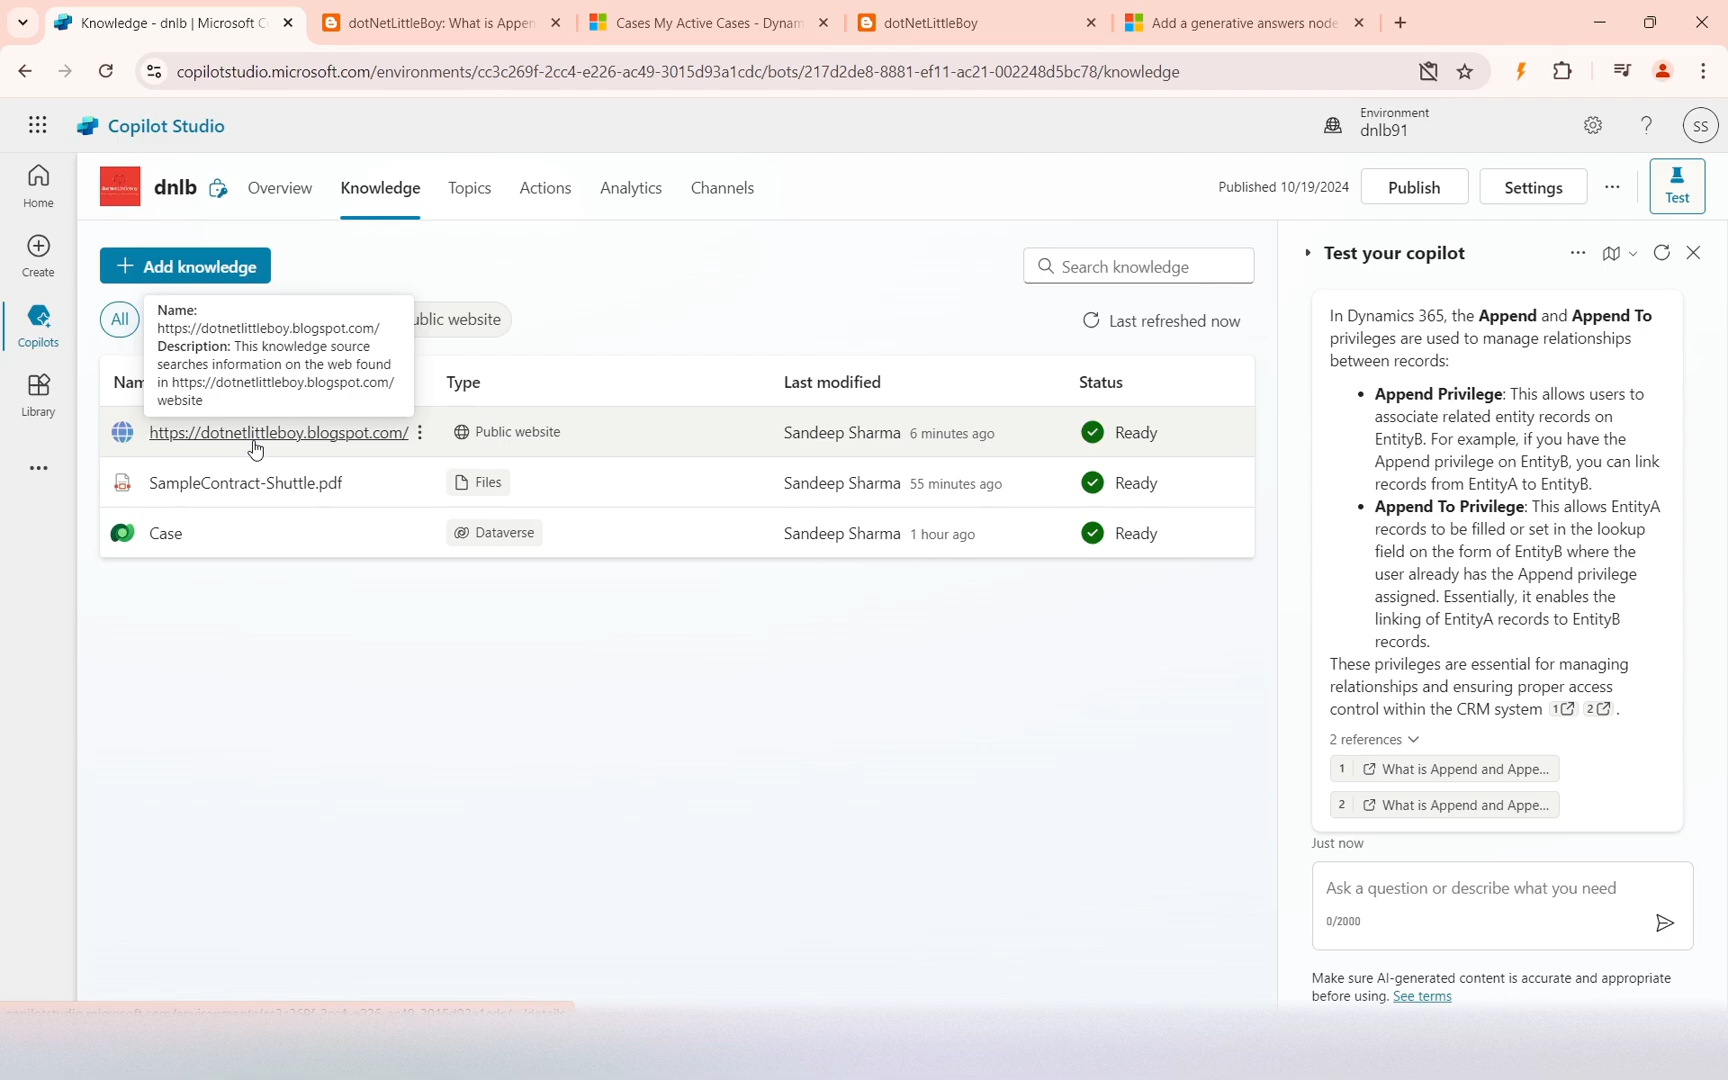 Knowledge - dnlb | Microsoft C
dotNetLittleBoy: What is Appen
Cases My Active Cases - Dynam
dotNetLittleBoy
Add a generative answers node
copilotstudio.microsoft.com/environments/cc3c269f-2cc4-e226-ac49-3015d93a1cdc/bots/217d2de8-8881-ef11-ac21-002248d5bc78/knowledge
Copilot Studio
Environment
dnlb91
SS
Home
Create
Copilots
Library
dnlb
Overview
Knowledge
Topics
Actions
Analytics
Channels
Published 10/19/2024
Publish
Settings
Test
Add knowledge
Search knowledge
All
ublic website
Last refreshed now
Name:
https://dotnetlittleboy.blogspot.com/
Description: This knowledge source
searches information on the web found
in https://dotnetlittleboy.blogspot.com/
website
Nam
Type
Last modified
Status
https://dotnetlittleboy.blogspot.com/
Public website
Sandeep Sharma 6 minutes ago
Ready
SampleContract-Shuttle.pdf
Files
Sandeep Sharma 55 minutes ago
Ready
Case
Dataverse
Sandeep Sharma 1 hour ago
Ready
Test your copilot
In Dynamics 365, the Append and Append To
privileges are used to manage relationships
between records:
• Append Privilege: This allows users to
associate related entity records on
EntityB. For example, if you have the
Append privilege on EntityB, you can link
records from EntityA to EntityB.
• Append To Privilege: This allows EntityA
records to be filled or set in the lookup
field on the form of EntityB where the
user already has the Append privilege
assigned. Essentially, it enables the
linking of EntityA records to EntityB
records.
These privileges are essential for managing
relationships and ensuring proper access
control within the CRM system 1 2 .
2 references
1 What is Append and Appe...
2 What is Append and Appe...
Just now
Ask a question or describe what you need
0/2000
Make sure AI-generated content is accurate and appropriate
before using. See terms